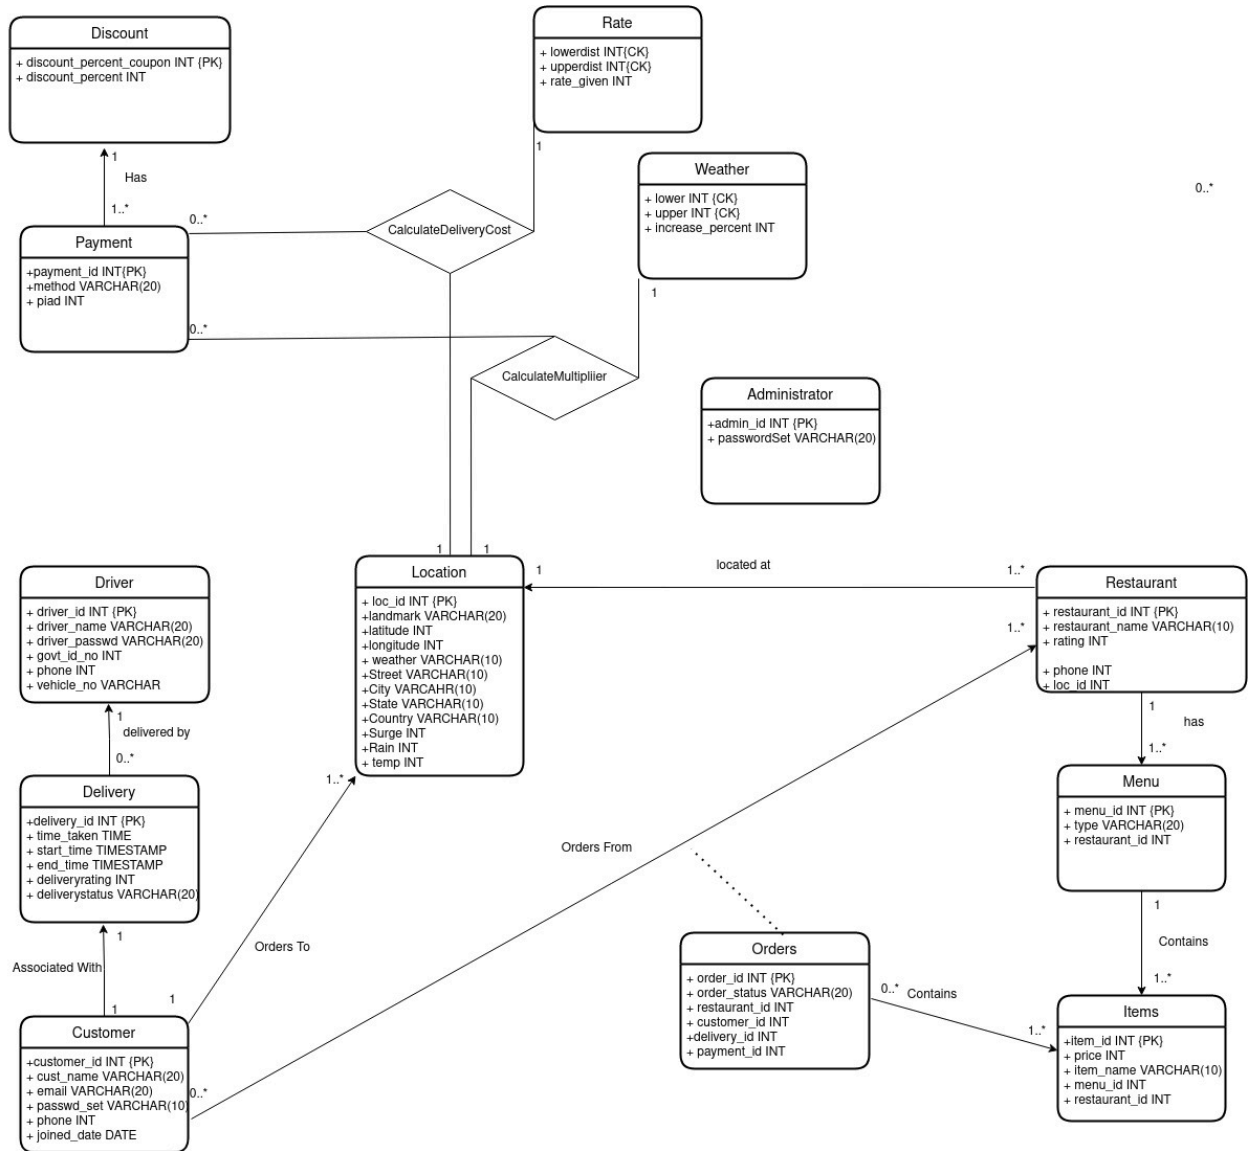 Discount
+ discount_percent_coupon INT {PK}
+ discount_percent INT
1
Has
1..*
Payment
+payment_id INT{PK}
+method VARCHAR(20)
+ piad INT
0..*
0..*
CalculateDeliveryCost
Rate
+ lowerdist INT{CK}
+ upperdist INT{CK}
+ rate_given INT
1
Weather
+ lower INT {CK}
+ upper INT {CK}
+ increase_percent INT
1
0..*
CalculateMultipliier
Administrator
+admin_id INT {PK}
+ passwordSet VARCHAR(20)
1
1
Location
+ loc_id INT {PK}
+landmark VARCHAR(20)
+latitude INT
+longitude INT
+ weather VARCHAR(10)
+Street VARCHAR(10)
+City VARCAHR(10)
+State VARCHAR(10)
+Country VARCHAR(10)
+Surge INT
+Rain INT
+ temp INT
1
located at
1..*
Restaurant
+ restaurant_id INT {PK}
+ restaurant_name VARCHAR(10)
+ rating INT
+ phone INT
+ loc_id INT
1..*
1
has
1..*
Menu
+ menu_id INT {PK}
+ type VARCHAR(20)
+ restaurant_id INT
1
Contains
1..*
Items
+item_id INT {PK}
+ price INT
+ item_name VARCHAR(10)
+ menu_id INT
+ restaurant_id INT
Driver
+ driver_id INT {PK}
+ driver_name VARCHAR(20)
+ driver_passwd VARCHAR(20)
+ govt_id_no INT
+ phone INT
+ vehicle_no VARCHAR
1
delivered by
0..*
Delivery
+delivery_id INT {PK}
+ time_taken TIME
+ start_time TIMESTAMP
+ end_time TIMESTAMP
+ deliveryrating INT
+ deliverystatus VARCHAR(20)
1
Associated With
1
1
Orders To
1..*
Customer
+customer_id INT {PK}
+ cust_name VARCHAR(20)
+ email VARCHAR(20)
+ passwd_set VARCHAR(10)
+ phone INT
+ joined_date DATE
0..*
Orders From
Orders
+ order_id INT {PK}
+ order_status VARCHAR(20)
+ restaurant_id INT
+ customer_id INT
+delivery_id INT
+ payment_id INT
0..*
Contains
1..*